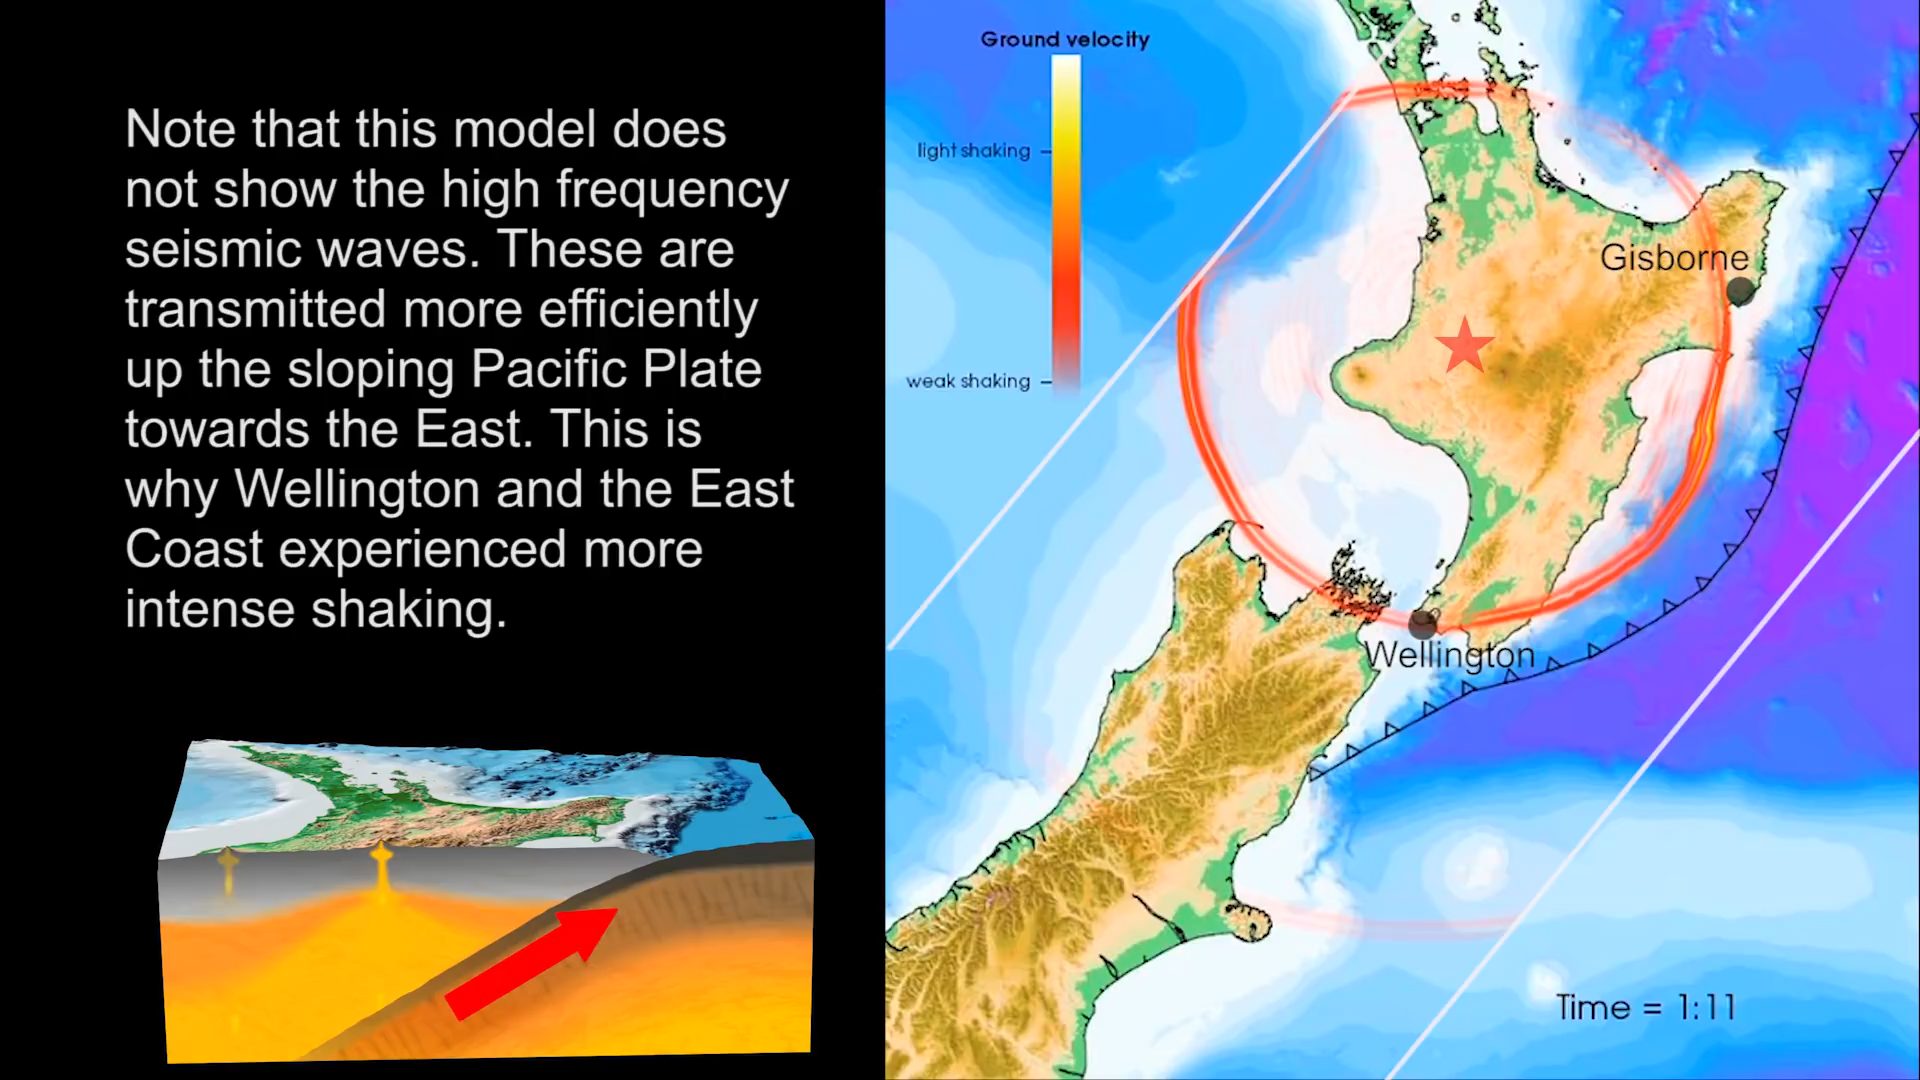 Note that this model does
not show the high frequency
seismic waves. These are
transmitted more efficiently
up the sloping Pacific Plate
towards the East. This is
why Wellington and the East
Coast experienced more
intense shaking.
Ground velocity
light shaking
weak shaking
Gisborne
Wellington
Time = 1:11